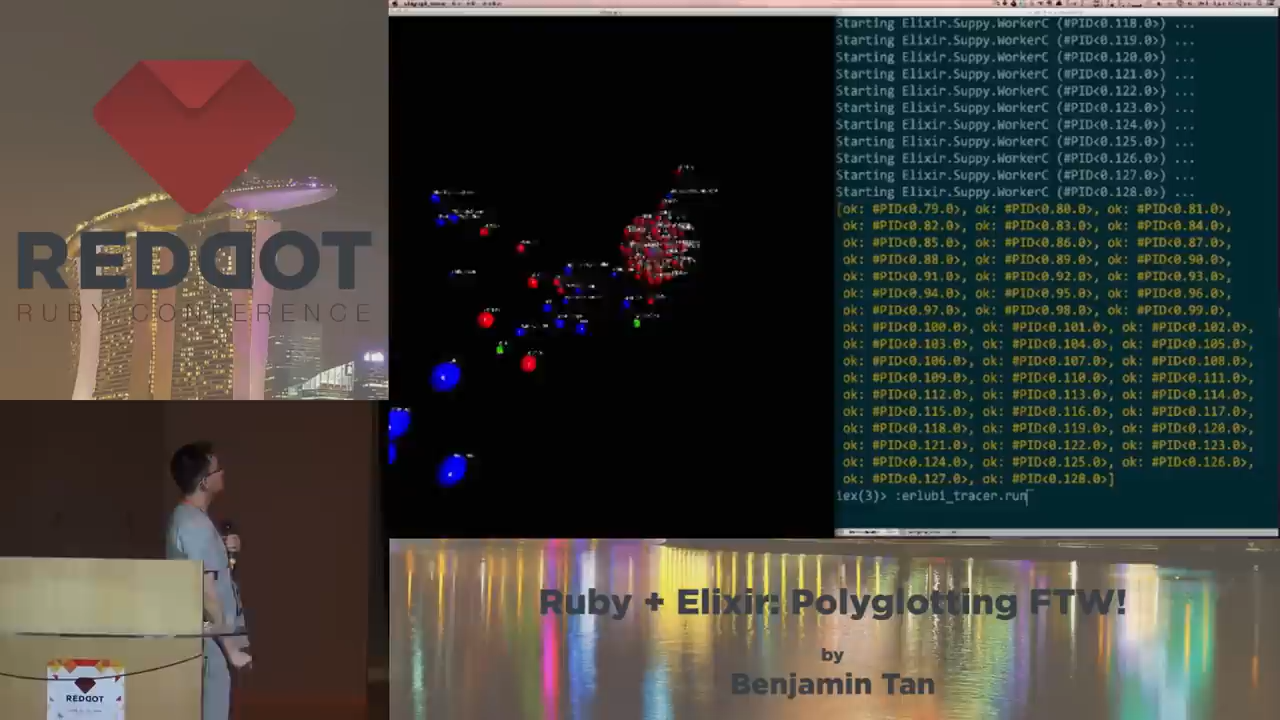 REDDOT
RUBY CONFERENCE
Starting Elixir.Suppy.WorkerC (#PID<0.118.0>) ...
Starting Elixir.Suppy.WorkerC (#PID<0.119.0>) ...
Starting Elixir.Suppy.WorkerC (#PID<0.120.0>) ...
Starting Elixir.Suppy.WorkerC (#PID<0.121.0>) ...
Starting Elixir.Suppy.WorkerC (#PID<0.122.0>) ...
Starting Elixir.Suppy.WorkerC (#PID<0.123.0>) ...
Starting Elixir.Suppy.WorkerC (#PID<0.124.0>) ...
Starting Elixir.Suppy.WorkerC (#PID<0.125.0>) ...
Starting Elixir.Suppy.WorkerC (#PID<0.126.0>) ...
Starting Elixir.Suppy.WorkerC (#PID<0.127.0>) ...
Starting Elixir.Suppy.WorkerC (#PID<0.128.0>) ...
[ok: #PID<0.79.0>, ok: #PID<0.80.0>, ok: #PID<0.81.0>,
ok: #PID<0.82.0>, ok: #PID<0.83.0>, ok: #PID<0.84.0>,
ok: #PID<0.85.0>, ok: #PID<0.86.0>, ok: #PID<0.87.0>,
ok: #PID<0.88.0>, ok: #PID<0.89.0>, ok: #PID<0.90.0>,
ok: #PID<0.91.0>, ok: #PID<0.92.0>, ok: #PID<0.93.0>,
ok: #PID<0.94.0>, ok: #PID<0.95.0>, ok: #PID<0.96.0>,
ok: #PID<0.97.0>, ok: #PID<0.98.0>, ok: #PID<0.99.0>,
ok: #PID<0.100.0>, ok: #PID<0.101.0>, ok: #PID<0.102.0>,
ok: #PID<0.103.0>, ok: #PID<0.104.0>, ok: #PID<0.105.0>,
ok: #PID<0.106.0>, ok: #PID<0.107.0>, ok: #PID<0.108.0>,
ok: #PID<0.109.0>, ok: #PID<0.110.0>, ok: #PID<0.111.0>,
ok: #PID<0.112.0>, ok: #PID<0.113.0>, ok: #PID<0.114.0>,
ok: #PID<0.115.0>, ok: #PID<0.116.0>, ok: #PID<0.117.0>,
ok: #PID<0.118.0>, ok: #PID<0.119.0>, ok: #PID<0.120.0>,
ok: #PID<0.121.0>, ok: #PID<0.122.0>, ok: #PID<0.123.0>,
ok: #PID<0.124.0>, ok: #PID<0.125.0>, ok: #PID<0.126.0>,
ok: #PID<0.127.0>, ok: #PID<0.128.0>]
iex(3)> :erlubi_tracer.run
REDDOT
Ruby + Elixir: Polyglotting FTW!
by
Benjamin Tan